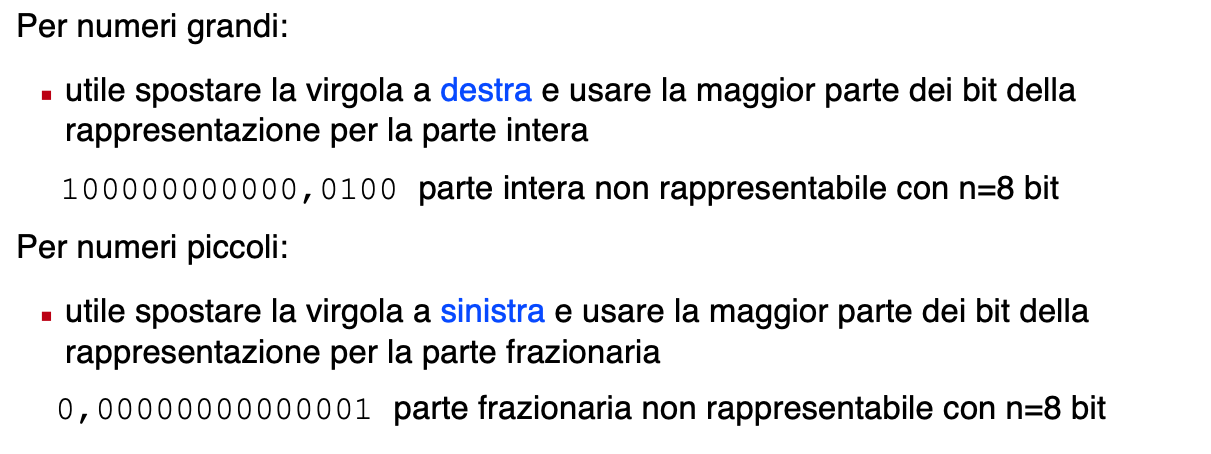 Per numeri grandi:
utile spostare la virgola a destra e usare la maggior parte dei bit della
rappresentazione per la parte intera
100000000000,0100 parte intera non rappresentabile con n=8 bit
Per numeri piccoli:
utile spostare la virgola a sinistra e usare la maggior parte dei bit della
rappresentazione per la parte frazionaria
0,00000000000001 parte frazionaria non rappresentabile con n=8 bit